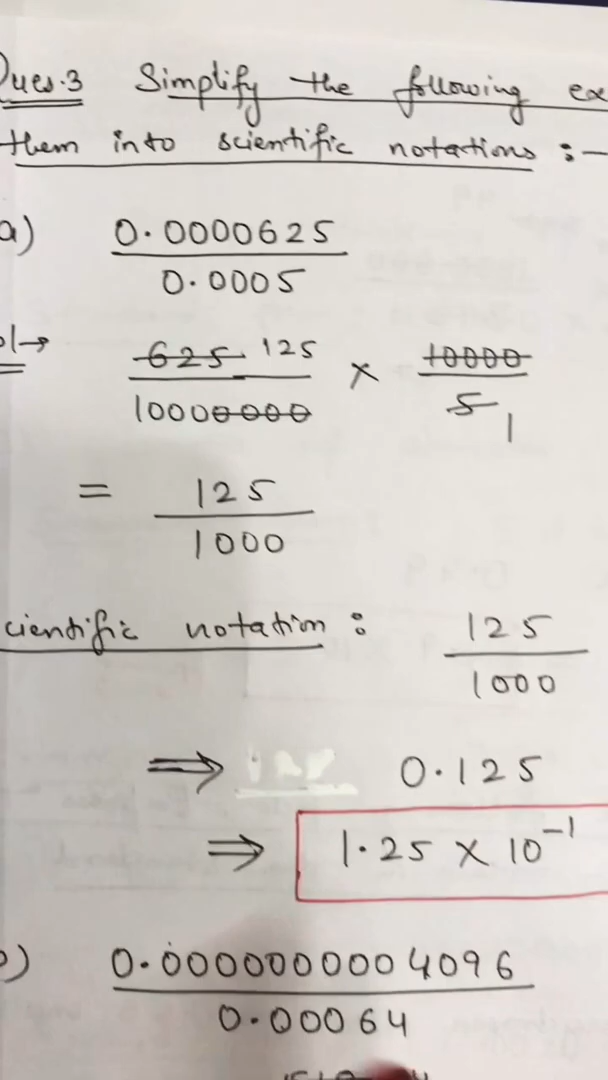 Ques.3 Simplify the following
them into scientific notations :-
a) 0.0000625
0.0005
625 125 × 10000
10000000 5 1
= 125
1000
scientific notation : 125
1000
⇒ 0.125
⇒ 1.25 × 10⁻¹
) 0.0000000004096
0.00064